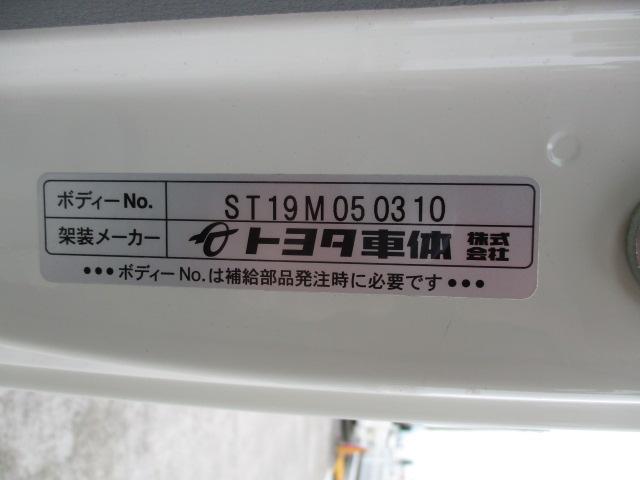 ボディーNo. ST19M050310
架装メーカー トヨタ車体 株式会社
•••ボディーNo.は補給部品発注時に必要です•••